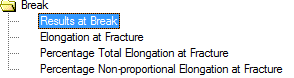 Break
Results at Break
Elongation at Fracture
Percentage Total Elongation at Fracture
Percentage Non-proportional Elongation at Fracture